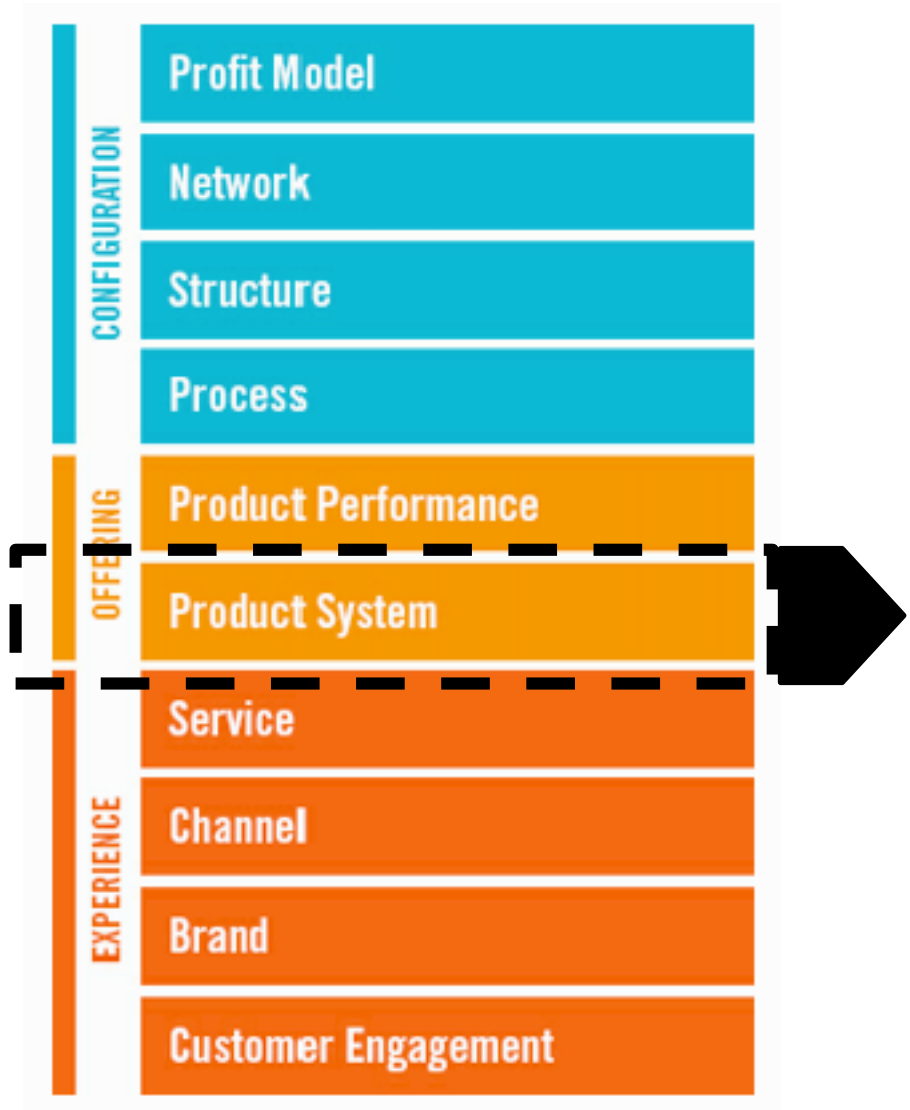 CONFIGURATION
Profit Model
Network
Structure
Process
OFFERING
Product Performance
Product System
EXPERIENCE
Service
Channel
Brand
Customer Engagement